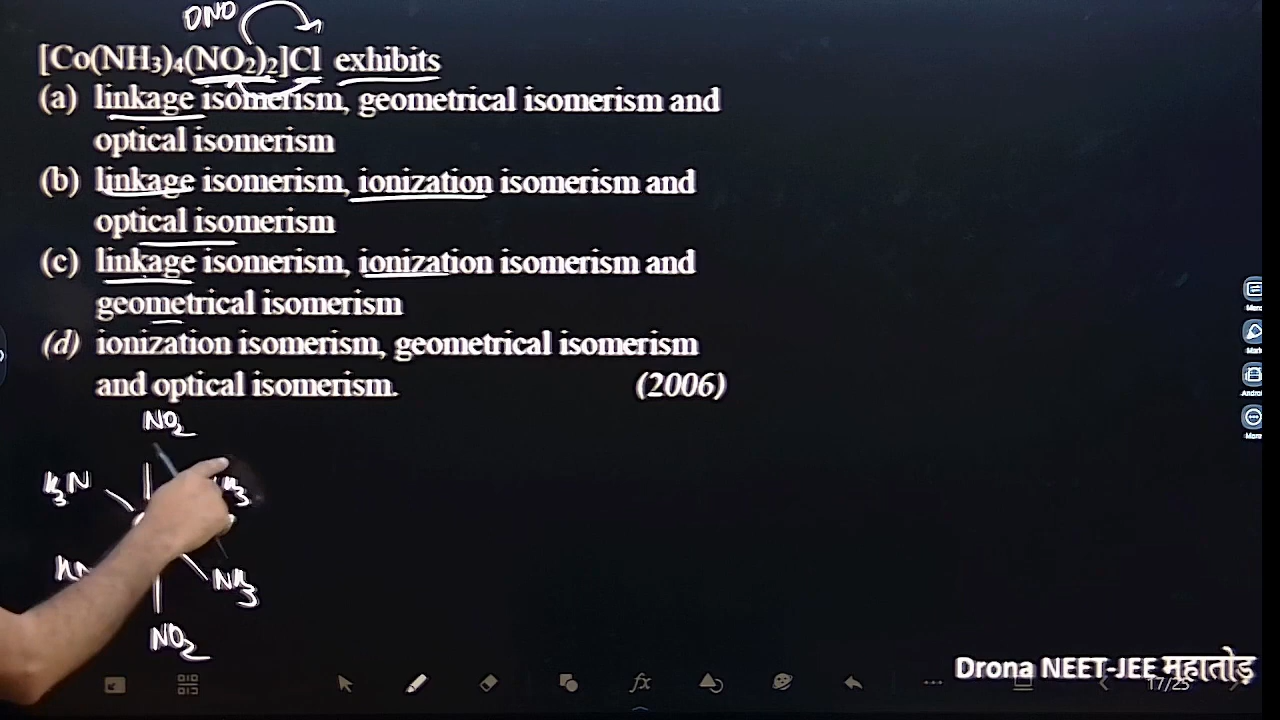 ONO
[Co(NH₃)₄(NO₂)₂]Cl exhibits
(a) linkage isomerism, geometrical isomerism and
optical isomerism
(b) linkage isomerism, ionization isomerism and
optical isomerism
(c) linkage isomerism, ionization isomerism and
geometrical isomerism
(d) ionization isomerism, geometrical isomerism
and optical isomerism. (2006)
NO₂
H₃N
NH₃
NO₂
Drona NEET-JEE महातोड़
17/25